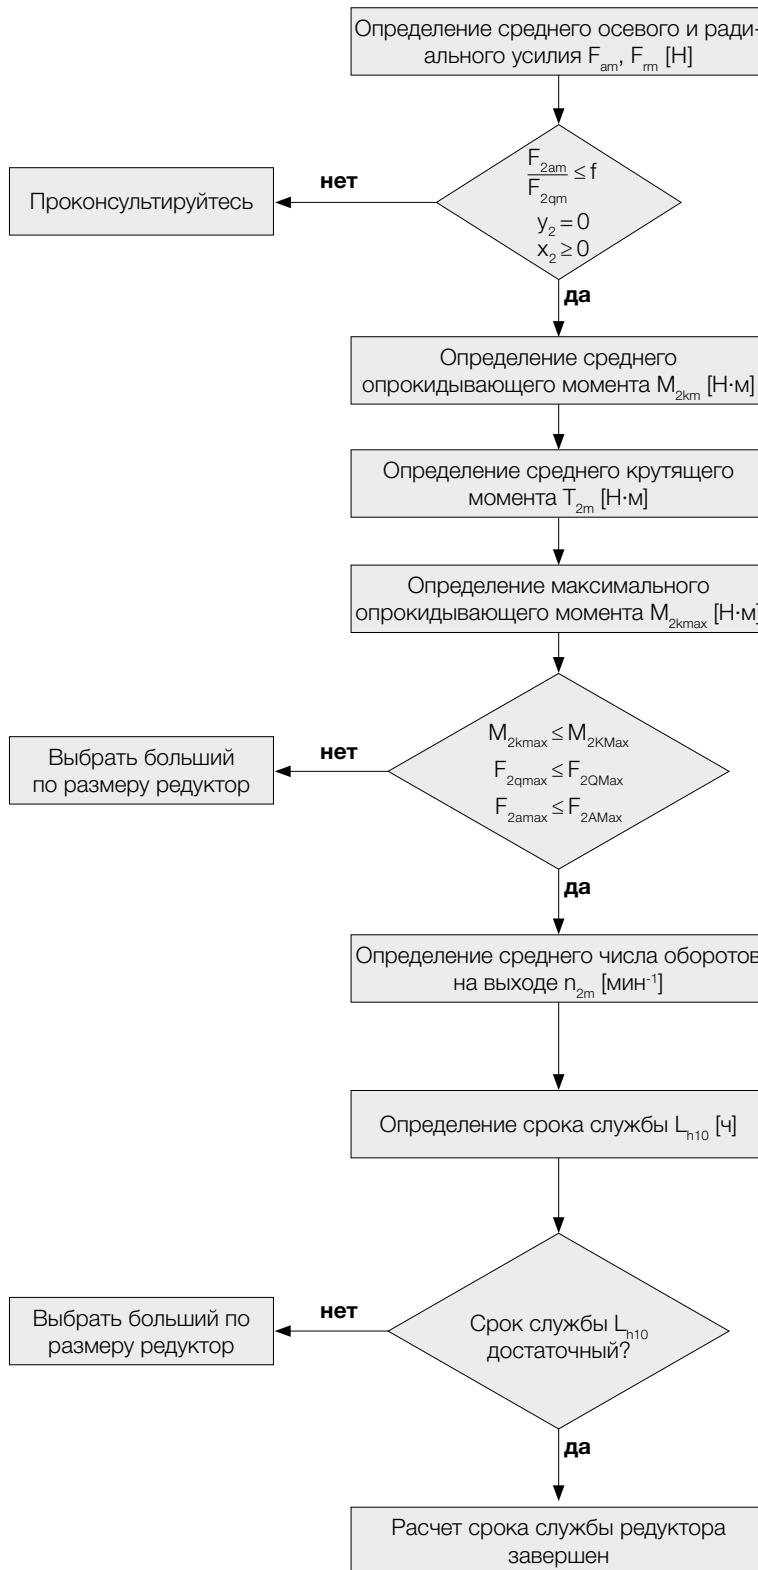 Определение среднего осевого и ради-
ального усилия F_am, F_rm [Н]
F_2am
F_2qm
≤ f
y_2 = 0
x_2 ≥ 0
нет
Проконсультируйтесь
да
Определение среднего
опрокидывающего момента M_2km [Н·м]
Определение среднего крутящего
момента T_2m [Н·м]
Определение максимального
опрокидывающего момента M_2kmax [Н·м]
M_2kmax ≤ M_2KMax
F_2qmax ≤ F_2QMax
F_2amax ≤ F_2AMax
нет
Выбрать больший
по размеру редуктор
да
Определение среднего числа оборотов
на выходе n_2m [мин⁻¹]
Определение срока службы L_h10 [ч]
Срок службы L_h10
достаточный?
нет
Выбрать больший по
размеру редуктор
да
Расчет срока службы редуктора
завершен